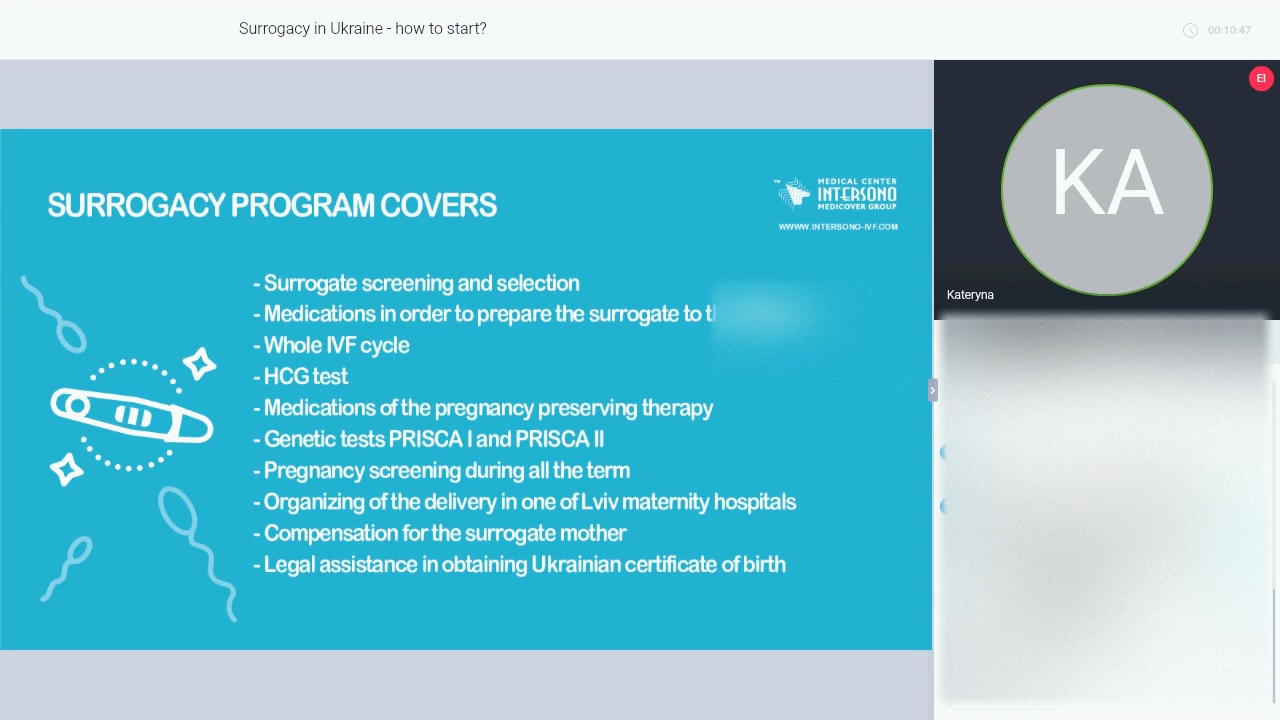 Surrogacy in Ukraine - how to start?
00:10:47
SURROGACY PROGRAM COVERS
™
MEDICAL CENTER
INTERSONO
MEDICOVER GROUP
WWWW.INTERSONO-IVF.COM
- Surrogate screening and selection
- Medications in order to prepare the surrogate to
- Whole IVF cycle
- HCG test
- Medications of the pregnancy preserving therapy
- Genetic tests PRISCA I and PRISCA II
- Pregnancy screening during all the term
- Organizing of the delivery in one of Lviv maternity hospitals
- Compensation for the surrogate mother
- Legal assistance in obtaining Ukrainian certificate of birth
EI
KA
Kateryna